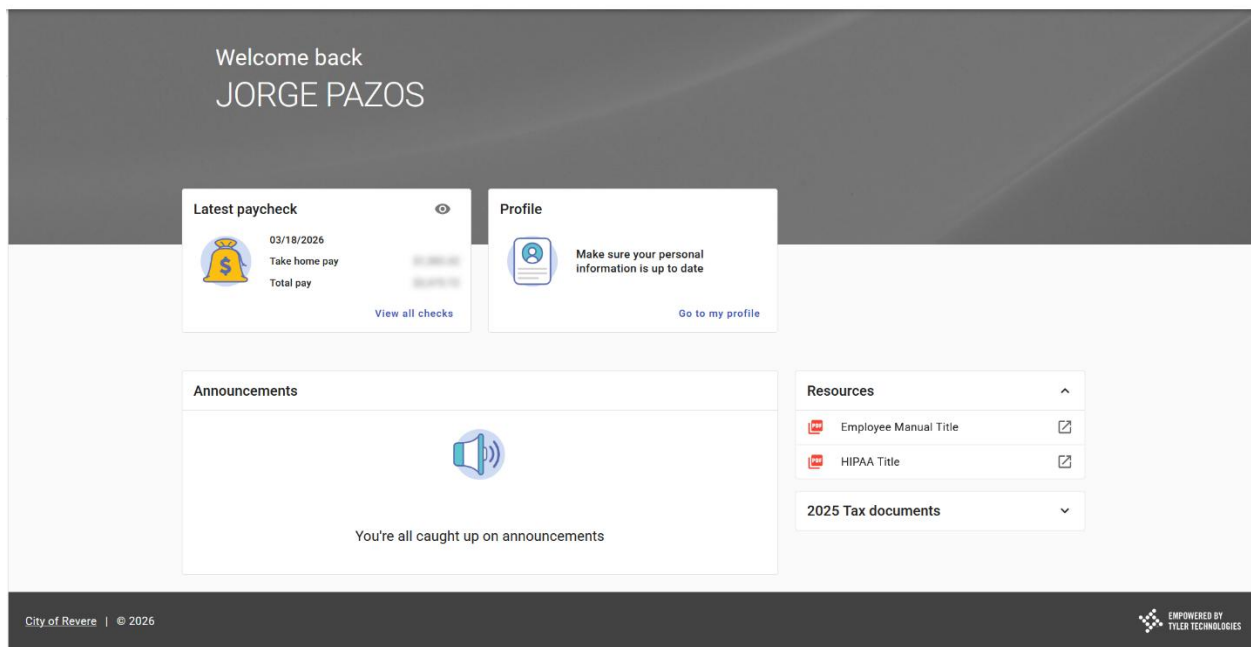 Welcome back
JORGE PAZOS
Latest paycheck
03/18/2026
Take home pay
Total pay
View all checks
Profile
Make sure your personal
information is up to date
Go to my profile
Announcements
You're all caught up on announcements
Resources
PDF Employee Manual Title
PDF HIPAA Title
2025 Tax documents
City of Revere | © 2026
EMPOWERED BY
TYLER TECHNOLOGIES